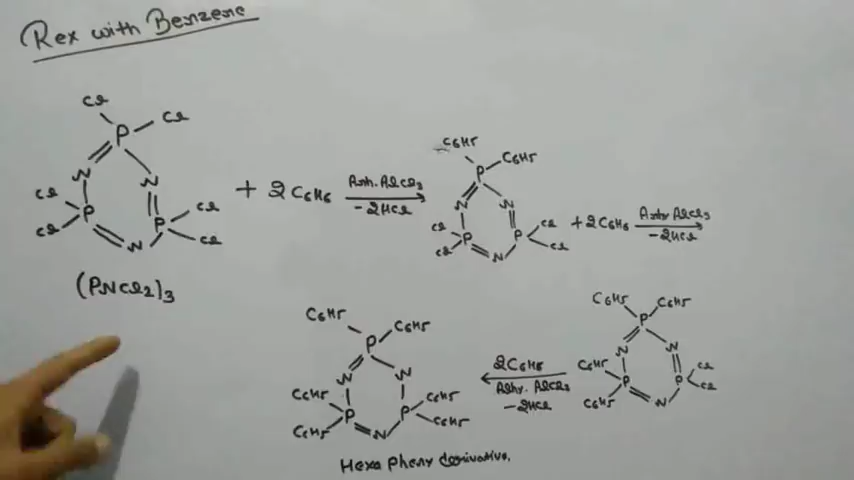 Rex with Benzene
Cl
Cl
P
N
N
Cl
Cl
P
P
Cl
Cl
N
(PNCl2)3
+ 2C6H6
Anh. AlCl3
-2HCl
C6H5
C6H5
P
N
N
Cl
Cl
P
P
Cl
Cl
N
+ 2C6H6
Anhy AlCl3
-2HCl
C6H5
C6H5
P
N
N
C6H5
C6H5
P
P
Cl
Cl
N
2C6H6
Anhy. AlCl3
-2HCl
C6H5
C6H5
P
N
N
C6H5
C6H5
P
P
C6H5
C6H5
N
Hexa Pheny derivative.